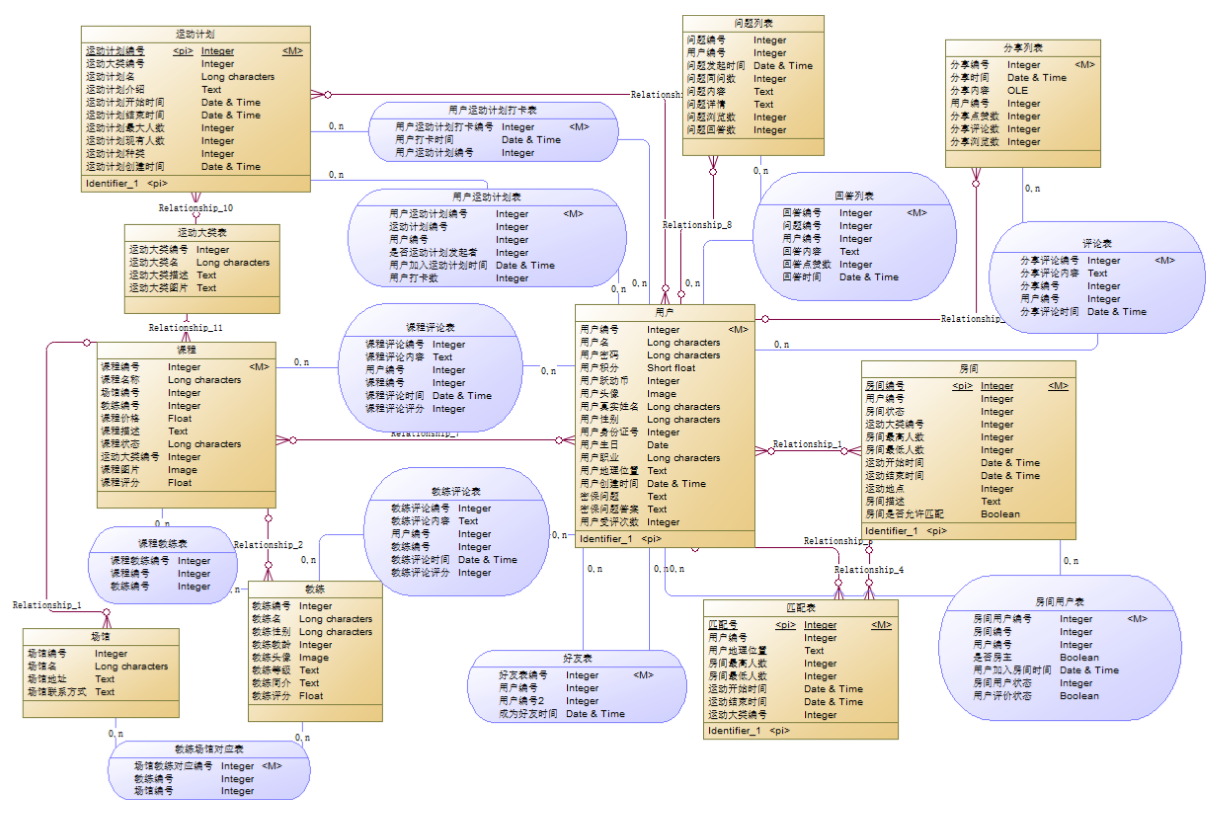 运动计划
运动计划编号 <pi> Integer <M>
运动大类编号 Integer
运动计划名 Long characters
运动计划介绍 Text
运动计划开始时间 Date & Time
运动计划结束时间 Date & Time
运动计划最大人数 Integer
运动计划现有人数 Integer
运动计划种类 Integer
运动计划创建时间 Date & Time
Identifier_1 <pi>
问题列表
问题编号 Integer
用户编号 Integer
问题发起时间 Date & Time
问题同问数 Integer
问题内容 Text
问题详情 Text
问题浏览数 Integer
问题回答数 Integer
分享列表
分享编号 Integer <M>
分享时间 Date & Time
分享内容 OLE
用户编号 Integer
分享点赞数 Integer
分享评论数 Integer
分享浏览数 Integer
Relationship
0,n
用户运动计划打卡表
用户运动计划打卡编号 Integer <M>
用户打卡时间 Date & Time
用户运动计划编号 Integer
0,n
0,n
0,n
0,n
Relationship_10
用户运动计划表
用户运动计划编号 Integer <M>
运动计划编号 Integer
用户编号 Integer
是否运动计划发起者 Integer
用户加入运动计划时间 Date & Time
用户打卡数 Integer
Relationship_8
回答列表
回答编号 Integer <M>
问题编号 Integer
用户编号 Integer
回答内容 Text
回答点赞数 Integer
回答时间 Date & Time
运动大类表
运动大类编号 Integer
运动大类名 Long characters
运动大类描述 Text
运动大类图片 Text
评论表
分享评论编号 Integer <M>
分享评论内容 Text
分享编号 Integer
用户编号 Integer
分享评论时间 Date & Time
0,n
0,n
0,n
Relationship_11
Relationship_
0,n
课程评论表
课程评论编号 Integer
课程评论内容 Text
用户编号 Integer
课程编号 Integer
课程评论时间 Date & Time
课程评论评分 Integer
0,n
0,n
用户
用户编号 Integer <M>
用户名 Long characters
用户密码 Long characters
用户积分 Short float
用户跃动币 Integer
用户头像 Image
用户真实姓名 Long characters
用户性别 Long characters
用户身份证号 Integer
用户生日 Date
用户职业 Long characters
用户地理位置 Text
用户创建时间 Date & Time
密保问题 Text
密保问题答案 Text
用户受评次数 Integer
Identifier_1 <pi>
课程
课程编号 Integer <M>
课程名称 Long characters
场馆编号 Integer
教练编号 Integer
课程价格 Float
课程描述 Text
课程状态 Long characters
运动大类编号 Integer
课程图片 Image
课程评分 Float
房间
房间编号 <pi> Integer <M>
用户编号 Integer
房间状态 Integer
运动大类编号 Integer
房间最高人数 Integer
房间最低人数 Integer
运动开始时间 Date & Time
运动结束时间 Date & Time
运动地点 Integer
房间描述 Text
房间是否允许匹配 Boolean
Identifier_1 <pi>
Relationship_7
Relationship_1
教练评论表
教练评论编号 Integer
教练评论内容 Text
用户编号 Integer
教练编号 Integer
教练评论时间 Date & Time
教练评论评分 Integer
0,n
0,n
0,n
0,n
课程教练表
课程教练编号 Integer
课程编号 Integer
教练编号 Integer
0,n
Relationship_2
Relationship_4
0,n
0,n0,n
0,n
Relationship_1
教练
教练编号 Integer
教练名 Long characters
教练性别 Long characters
教练教龄 Integer
教练头像 Image
教练等级 Text
教练简介 Text
教练评分 Float
匹配表
匹配号 <pi> Integer <M>
用户编号 Integer
用户地理位置 Text
房间最高人数 Integer
房间最低人数 Integer
运动开始时间 Date & Time
运动结束时间 Date & Time
运动大类编号 Integer
Identifier_1 <pi>
房间用户表
房间用户编号 Integer <M>
房间编号 Integer
用户编号 Integer
是否房主 Boolean
用户加入房间时间 Date & Time
房间用户状态 Integer
用户评价状态 Boolean
场馆
场馆编号 Integer
场馆名 Long characters
场馆地址 Text
场馆联系方式 Text
好友表
好友表编号 Integer <M>
用户编号 Integer
用户编号2 Integer
成为好友时间 Date & Time
0,n
0,n
教练场馆对应表
场馆教练对应编号 Integer <M>
教练编号 Integer
场馆编号 Integer